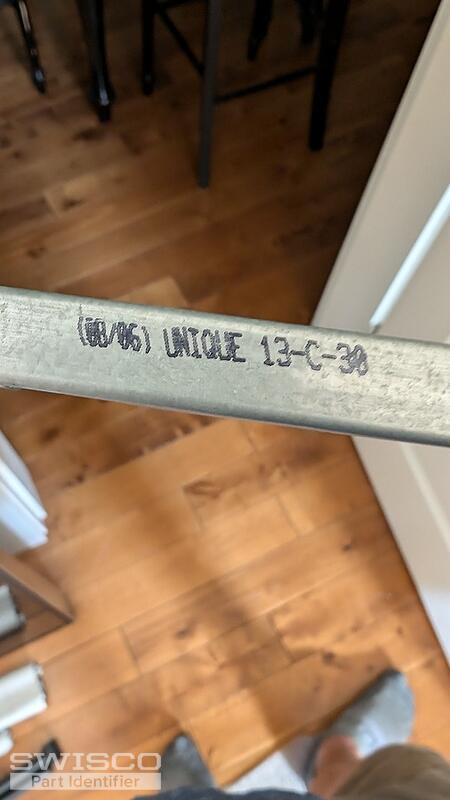 (08/06) UNIQUE 13-C-30
SWISCO
Part Identifier